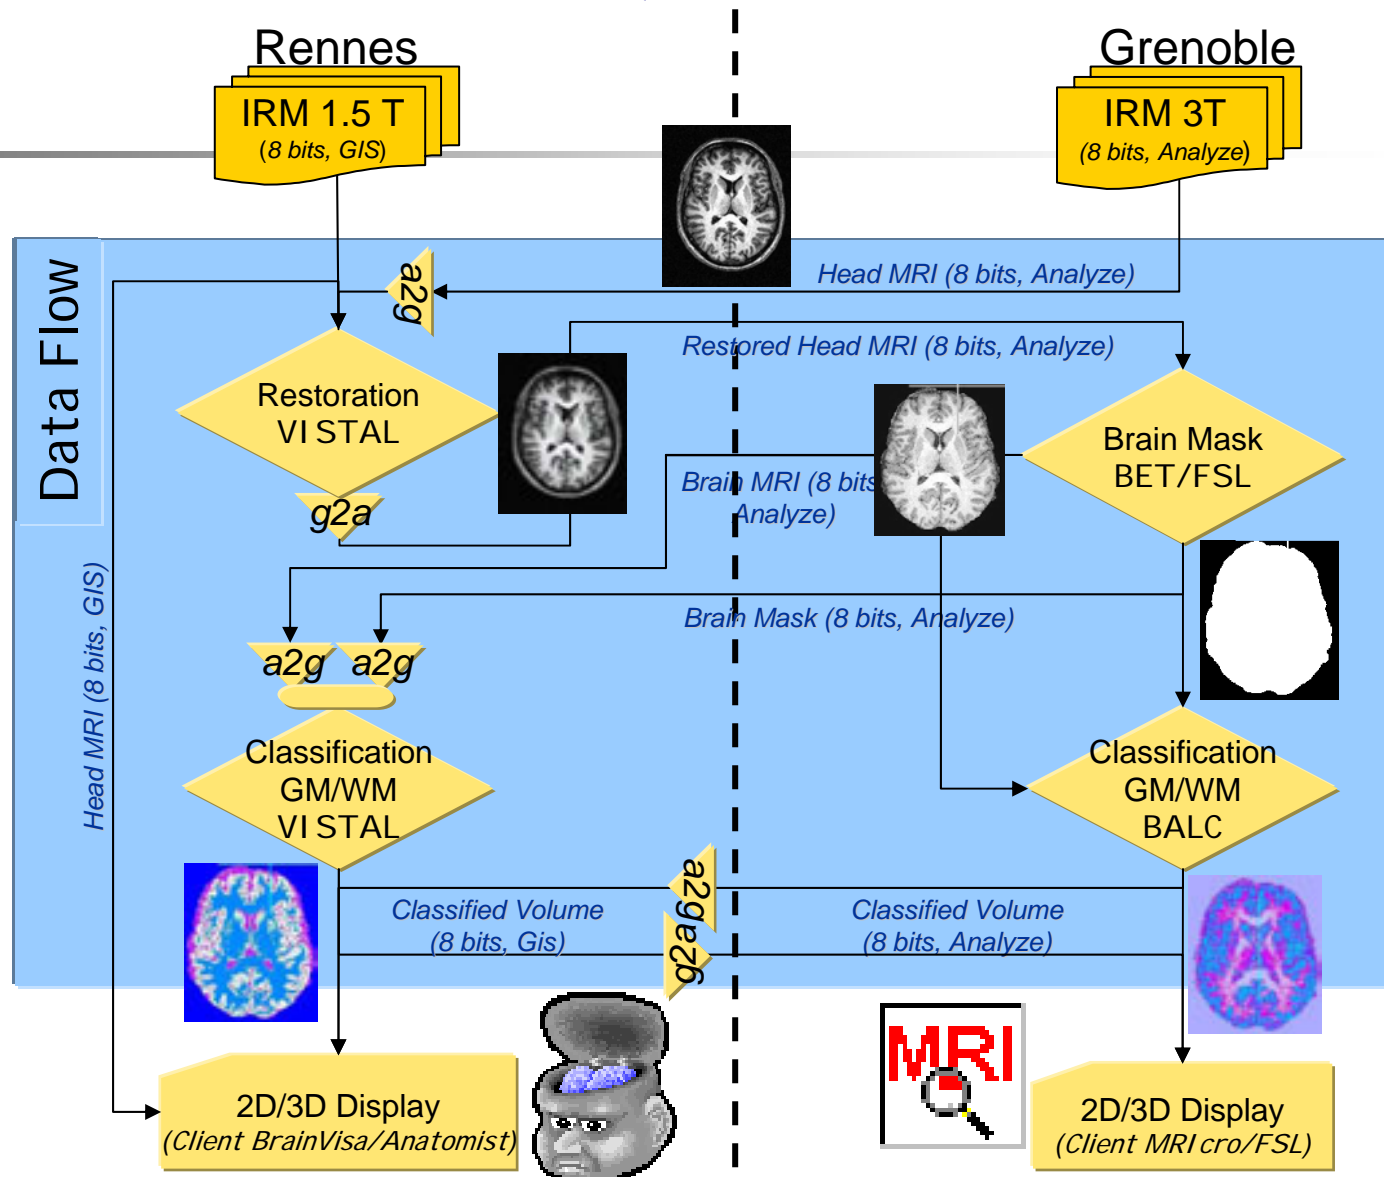 Rennes
Grenoble
IRM 1.5 T
(8 bits, GIS)
IRM 3T
(8 bits, Analyze)
Data Flow
a2g
Head MRI (8 bits, Analyze)
Restored Head MRI (8 bits, Analyze)
Restoration
VISTAL
g2a
Brain Mask
BET/FSL
Brain MRI (8 bits
Analyze)
Head MRI (8 bits, GIS)
Brain Mask (8 bits, Analyze)
a2g
a2g
Classification
GM/WM
VISTAL
Classification
GM/WM
BALC
a2g
Classified Volume
(8 bits, Gis)
Classified Volume
(8 bits, Analyze)
g2a
MRI
2D/3D Display
(Client BrainVisa/Anatomist)
2D/3D Display
(Client MRIcro/FSL)